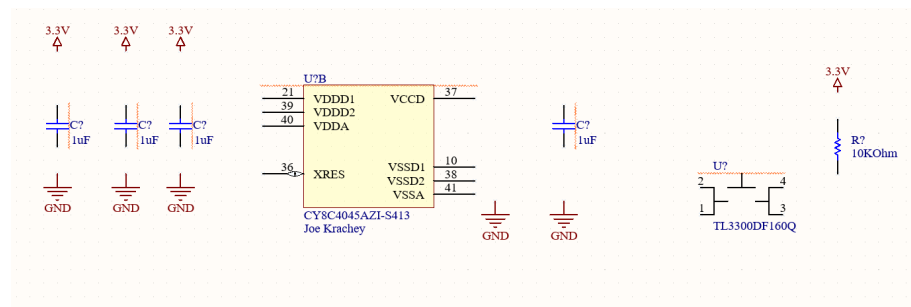 3.3V 3.3V 3.3V
3.3V
U?B
21 VDDD1 VCCD 37
39 VDDD2
40 VDDA
C? C? C? C?
1uF 1uF 1uF 1uF
R?
10KOhm
36 XRES VSSD1 10
VSSD2 38
VSSA 41
U?
2 4
1 3
GND GND GND
CY8C4045AZI-S413
Joe Krachey
GND GND
TL3300DF160Q